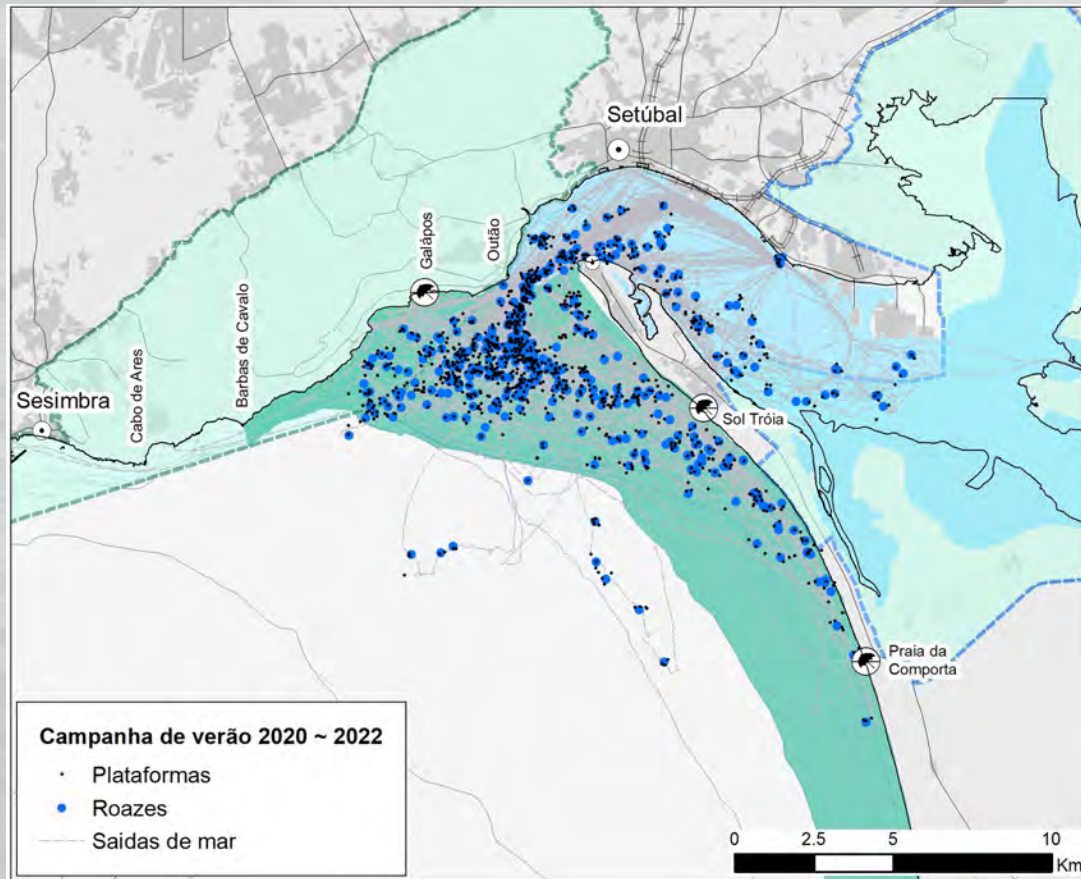 Setúbal
Galápos
Outão
Barbas de Cavalo
Cabo de Ares
Sesimbra
Sol Tróia
Praia da
Comporta
Campanha de verão 2020 ~ 2022
Plataformas
Roazes
Saidas de mar
0 2.5 5 10
Km